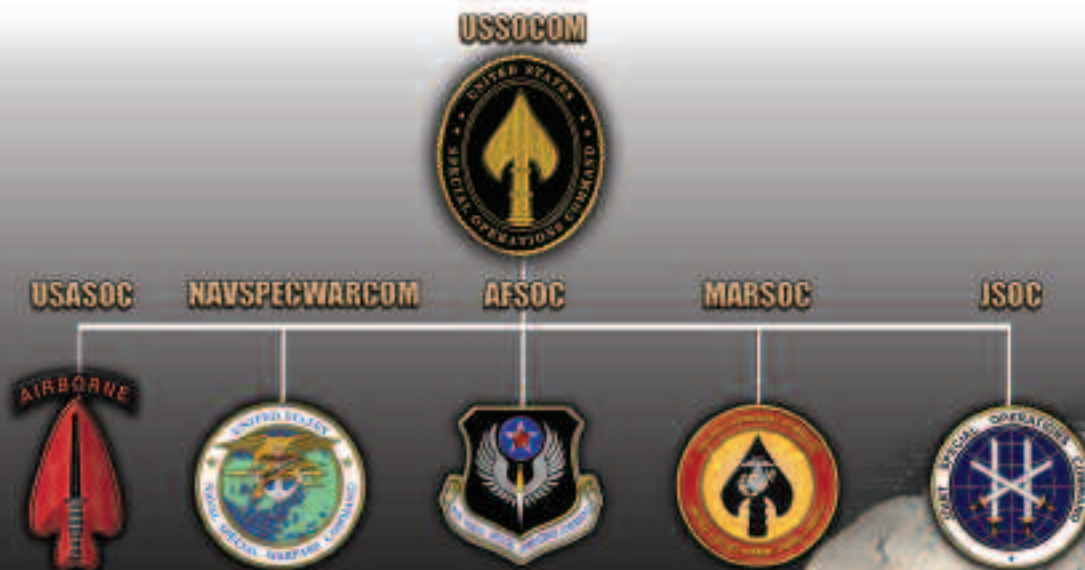 USSOCOM
UNITED STATES
SPECIAL OPERATIONS COMMAND
USASOC NAVSPECWARCOM AFSOC MARSOC JSOC
AIRBORNE
UNITED STATES
NAVAL SPECIAL WARFARE COMMAND
JOINT SPECIAL OPERATIONS COMMAND